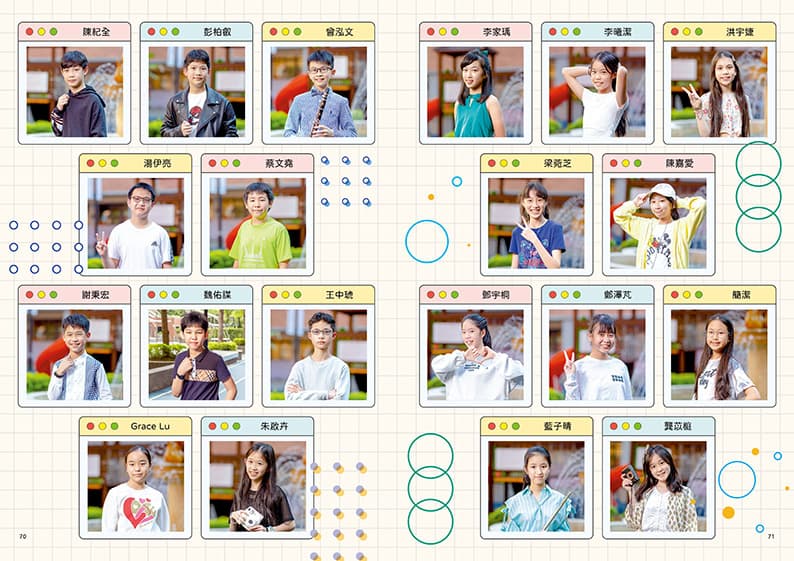 陳紀全
彭柏叡
曾泓文
湯伊亮
蔡文堯
謝秉宏
魏佑謀
王中琥
Grace Lu
朱啟卉
70
李家瑀
李曦潔
洪宇婕
梁菀芝
陳嘉愛
鄭宇桐
鄭澤芃
簡潔
藍子晴
龔苡榳
71